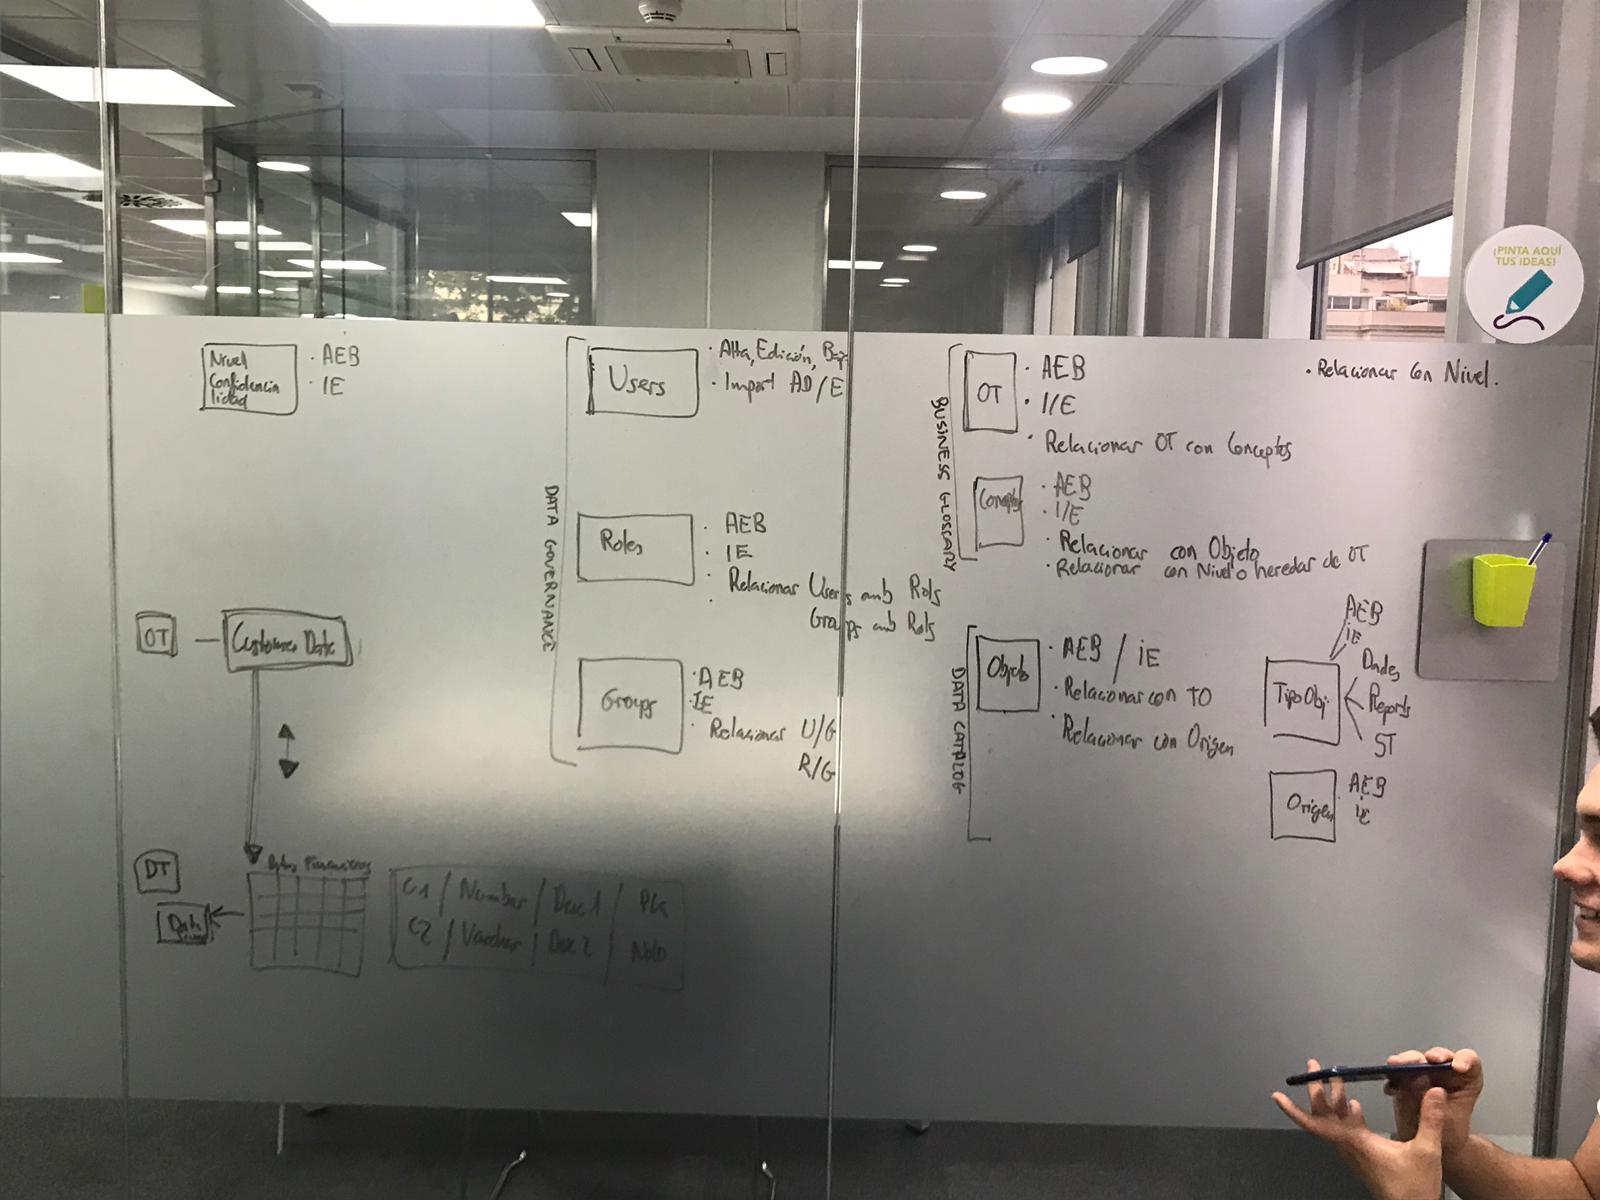 ¡PINTA AQUÍ
TUS IDEAS!
Nivel
Confidencia
lidad
· AEB
· IE
DATA GOVERNANCE
Users
· Alta, Edición, Baja
· Import AD/E
Roles
· AEB
· IE
· Relacionar Users amb Rols
Groups amb Rols
Groups
· AEB
· IE
· Relacionar U/G
R/G
BUSINESS GLOSSARY
OT
· AEB
· I/E
· Relacionar OT con Conceptos
· Relacionar con Nivel.
· AEB
· I/E
· Relacionar con Objeto
· Relacionar con Nivel o heredar de OT
DATA CATALOG
Objeto
· AEB / IE
· Relacionar con TO
· Relacionar con Origen
Tipo Obj.
AEB
IE
Dades
Reports
ST
Origen
AEB
IE
OT
Customer Data
DT
Datos Financieros
C1 / Number / Desc 1 / PK
C2 / Varchar / Desc 2